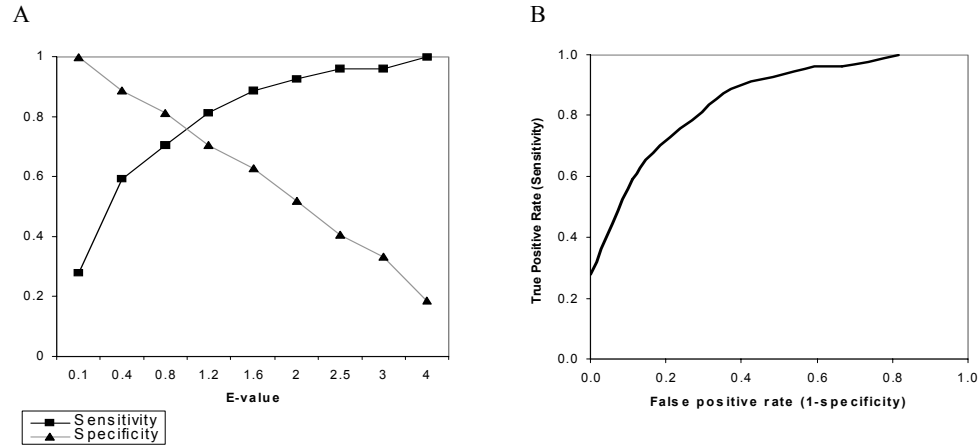 A
1
0.8
0.6
0.4
0.2
0
0.1 0.4 0.8 1.2 1.6 2 2.5 3 4
E-value
Sensitivity
Specificity
B
True Positive Rate (Sensitivity)
1.0
0.8
0.6
0.4
0.2
0.0
0.0 0.2 0.4 0.6 0.8 1.0
False positive rate (1-specificity)